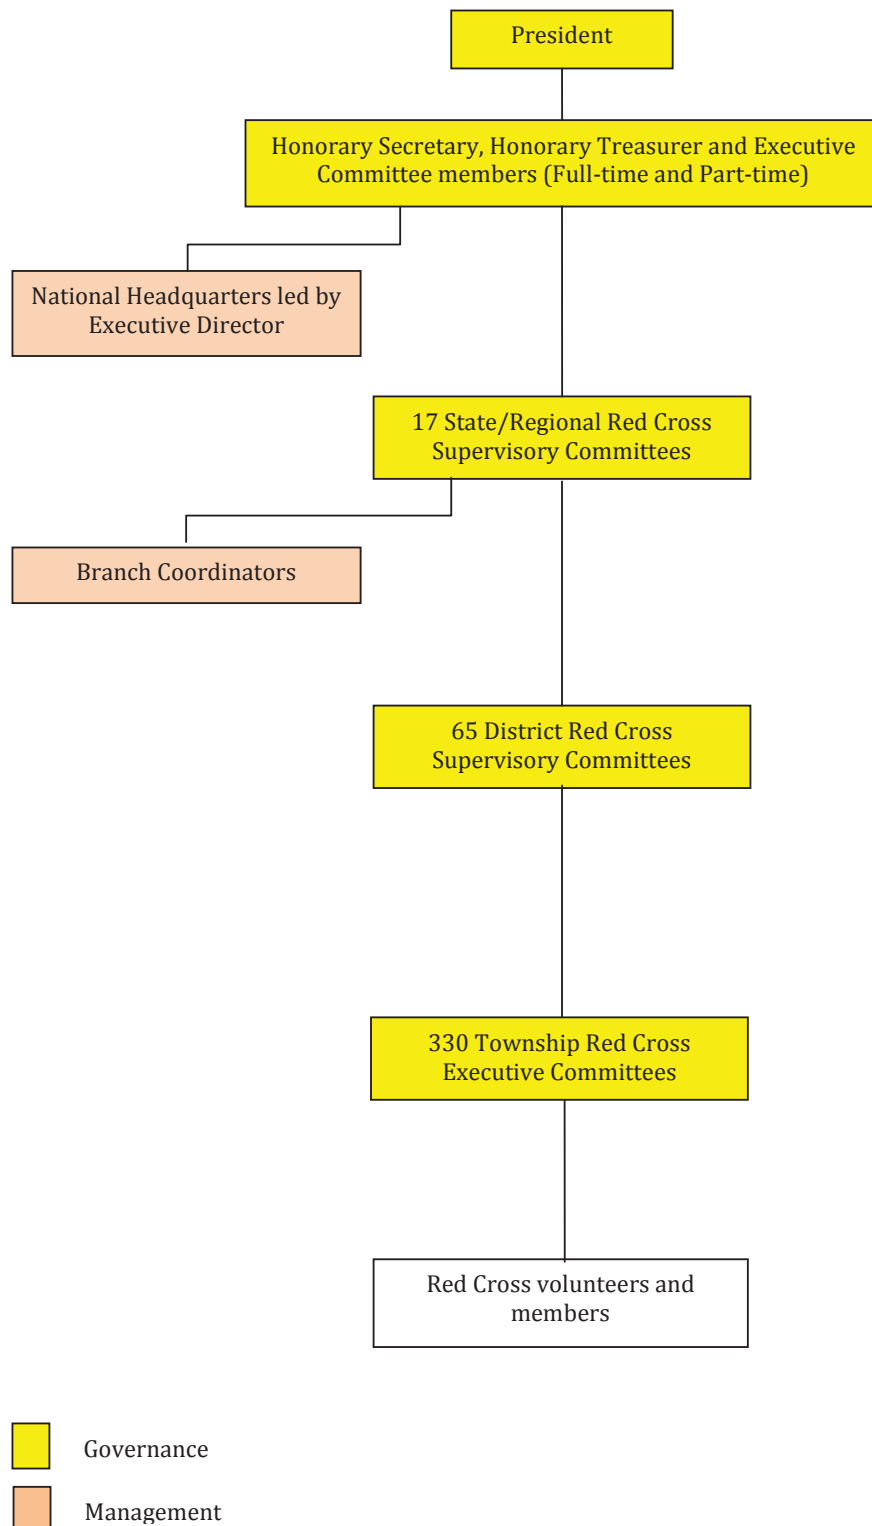 President
Honorary Secretary, Honorary Treasurer and Executive
Committee members (Full-time and Part-time)
National Headquarters led by
Executive Director
17 State/Regional Red Cross
Supervisory Committees
Branch Coordinators
65 District Red Cross
Supervisory Committees
330 Township Red Cross
Executive Committees
Red Cross volunteers and
members
Governance
Management